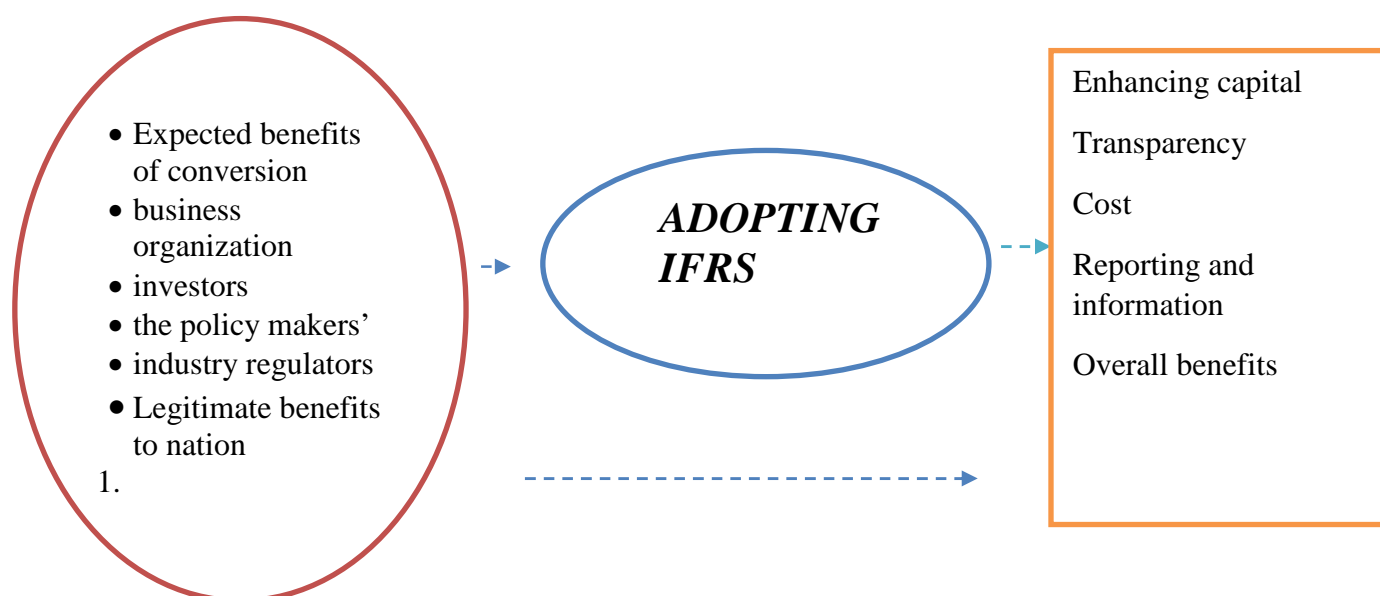 • Expected benefits
of conversion
• business
organization
• investors
• the policy makers’
• industry regulators
• Legitimate benefits
to nation
1.
ADOPTING
IFRS
Enhancing capital
Transparency
Cost
Reporting and
information
Overall benefits